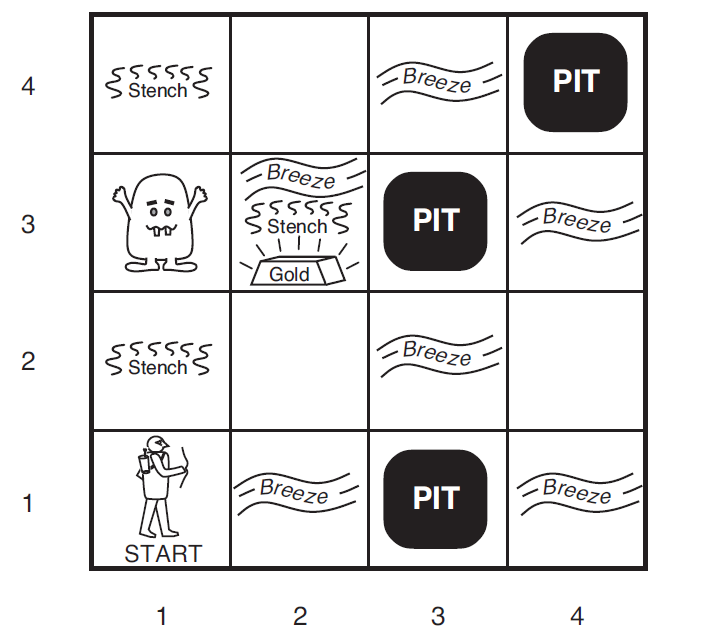 4
Stench
Breeze
PIT
3
Breeze
Stench
Gold
PIT
Breeze
2
Stench
Breeze
1
START
Breeze
PIT
Breeze
1 2 3 4